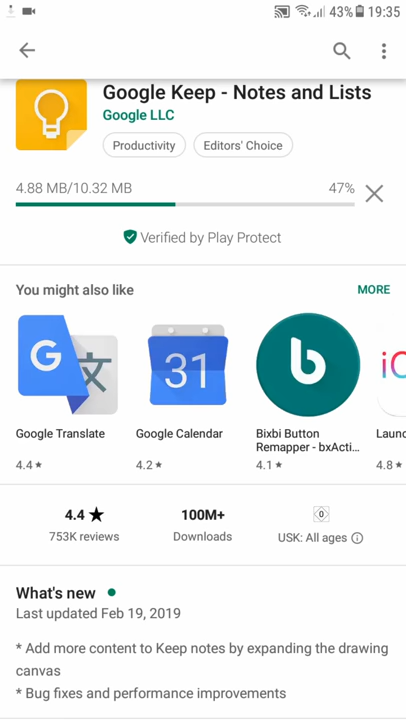 43% 19:35
Google Keep - Notes and Lists
Google LLC
Productivity
Editors' Choice
4.88 MB/10.32 MB
47%
Verified by Play Protect
You might also like
MORE
G
文
31
b
iO
Google Translate
Google Calendar
Bixbi Button
Remapper - bxActi...
Launc
4.4 ★
4.2 ★
4.1 ★
4.8 ★
4.4 ★
100M+
0
753K reviews
Downloads
USK: All ages
What's new
Last updated Feb 19, 2019
* Add more content to Keep notes by expanding the drawing
canvas
* Bug fixes and performance improvements